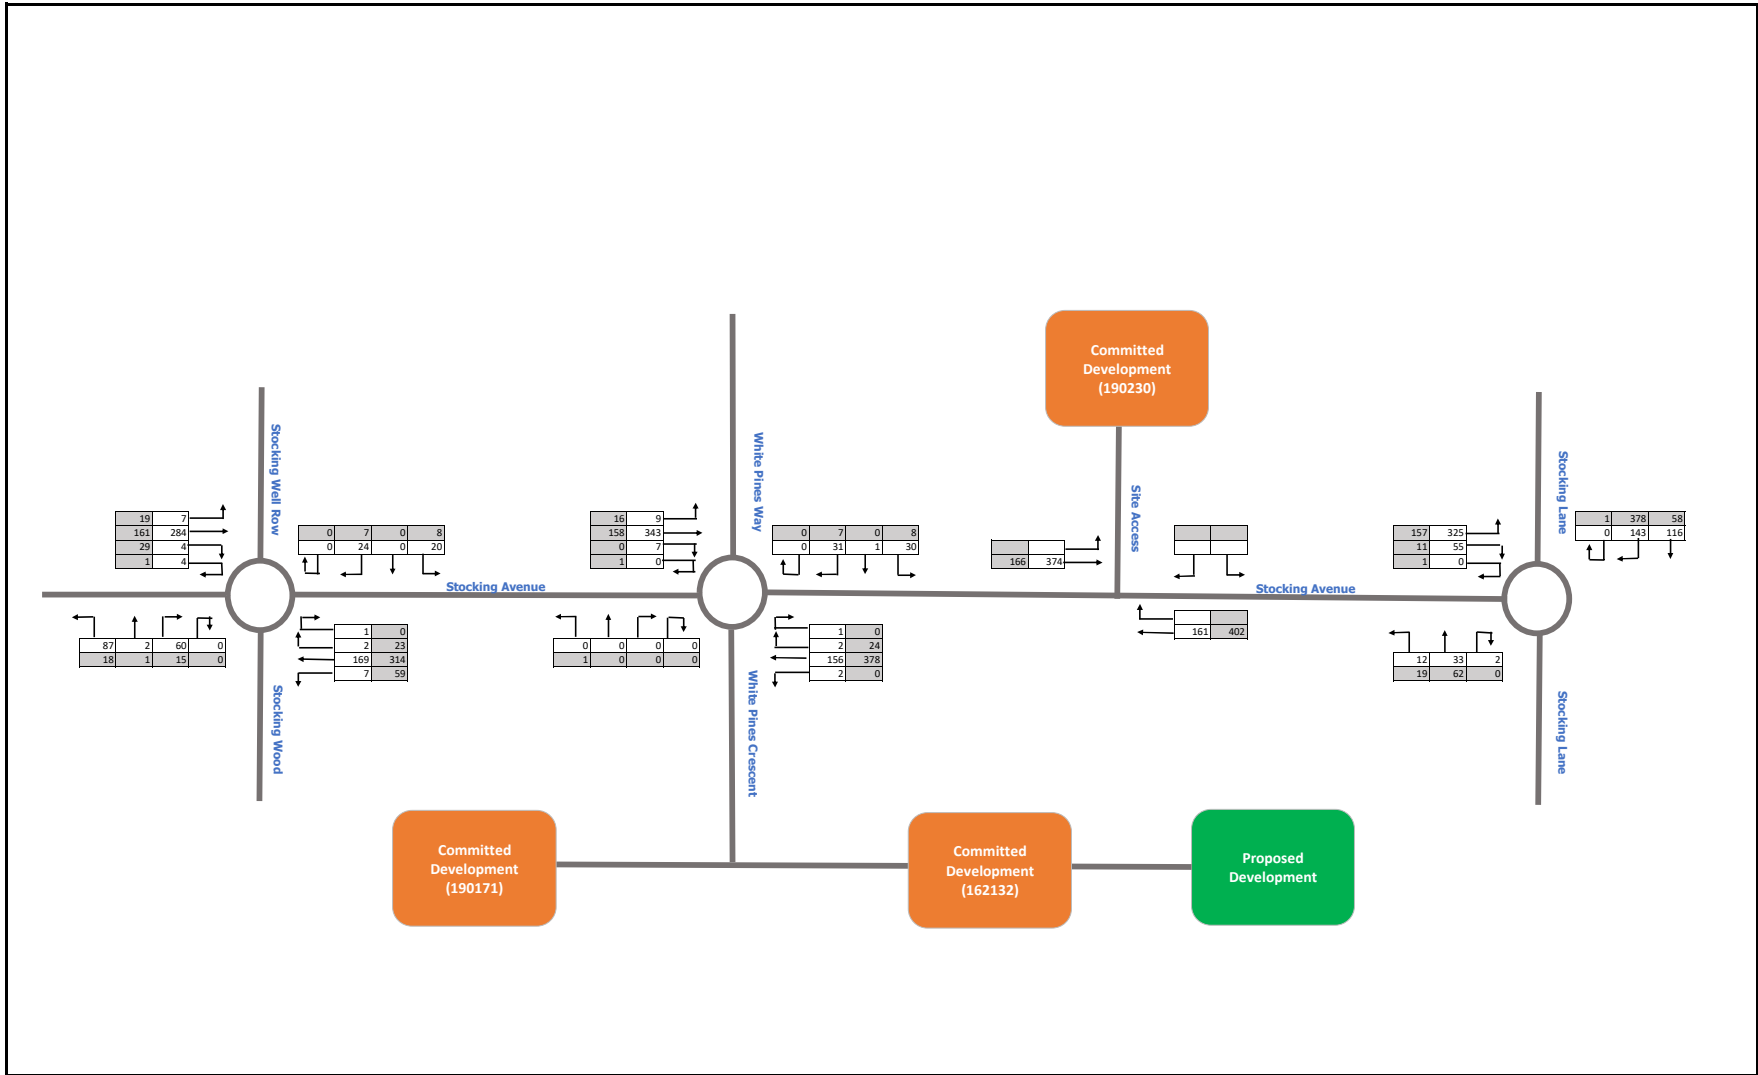 Committed
Development
(190230)
Stocking Well Row
White Pines Way
Site Access
Stocking Lane
19 7
161 284
29 4
1 4
0 7 0 8
0 24 0 20
16 9
158 343
0 7
1 0
0 7 0 8
0 31 1 30
166 374
157 325
11 55
1 0
1 378 58
0 143 116
Stocking Avenue
Stocking Avenue
87 2 60 0
18 1 15 0
1 0
2 23
169 314
7 59
0 0 0 0
1 0 0 0
1 0
2 24
156 378
2 0
161 402
12 33 2
19 62 0
Stocking Wood
White Pines Crescent
Stocking Lane
Committed
Development
(190171)
Committed
Development
(162132)
Proposed
Development